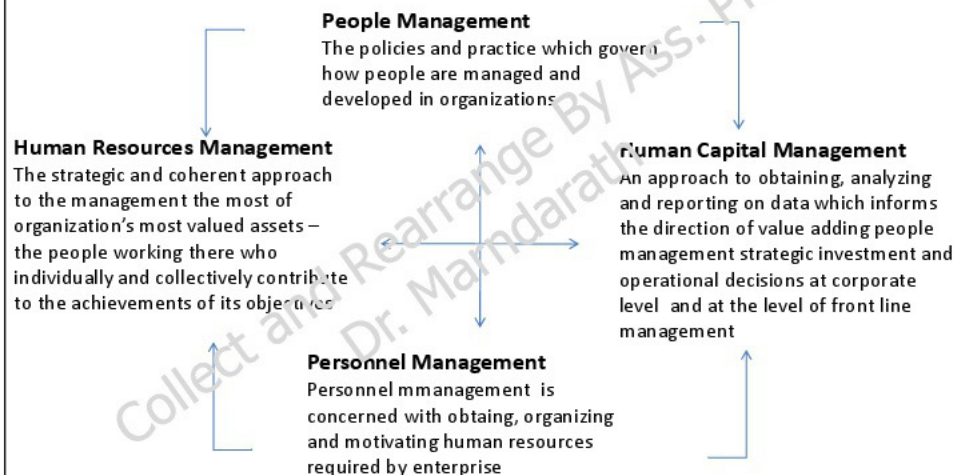 People Management
The policies and practice which govern
how people are managed and
developed in organizations
Human Resources Management
The strategic and coherent approach
to the management the most of
organization's most valued assets –
the people working there who
individually and collectively contribute
to the achievements of its objectives
Human Capital Management
An approach to obtaining, analyzing
and reporting on data which informs
the direction of value adding people
management strategic investment and
operational decisions at corporate
level and at the level of front line
management
Personnel Management
Personnel mmanagement is
concerned with obtaing, organizing
and motivating human resources
required by enterprise
Collect and Rearrange By Ass.
Dr. Mamdarath